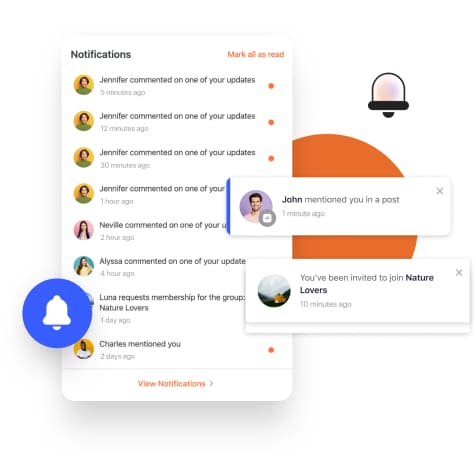 Notifications
Mark all as read
Jennifer commented on one of your updates
5 minutes ago
Jennifer commented on one of your updates
12 minutes ago
Jennifer commented on one of your updates
30 minutes ago
Jennifer commented on one of your
1 hour ago
Neville commented on one of your
2 hour ago
Alyssa commented on one of your update
4 hour ago
Luna requests membership for the group:
Nature Lovers
1 day ago
Charles mentioned you
2 days ago
View Notifications
John mentioned you in a post
1 minute ago
You've been invited to join Nature
Lovers
10 minutes ago